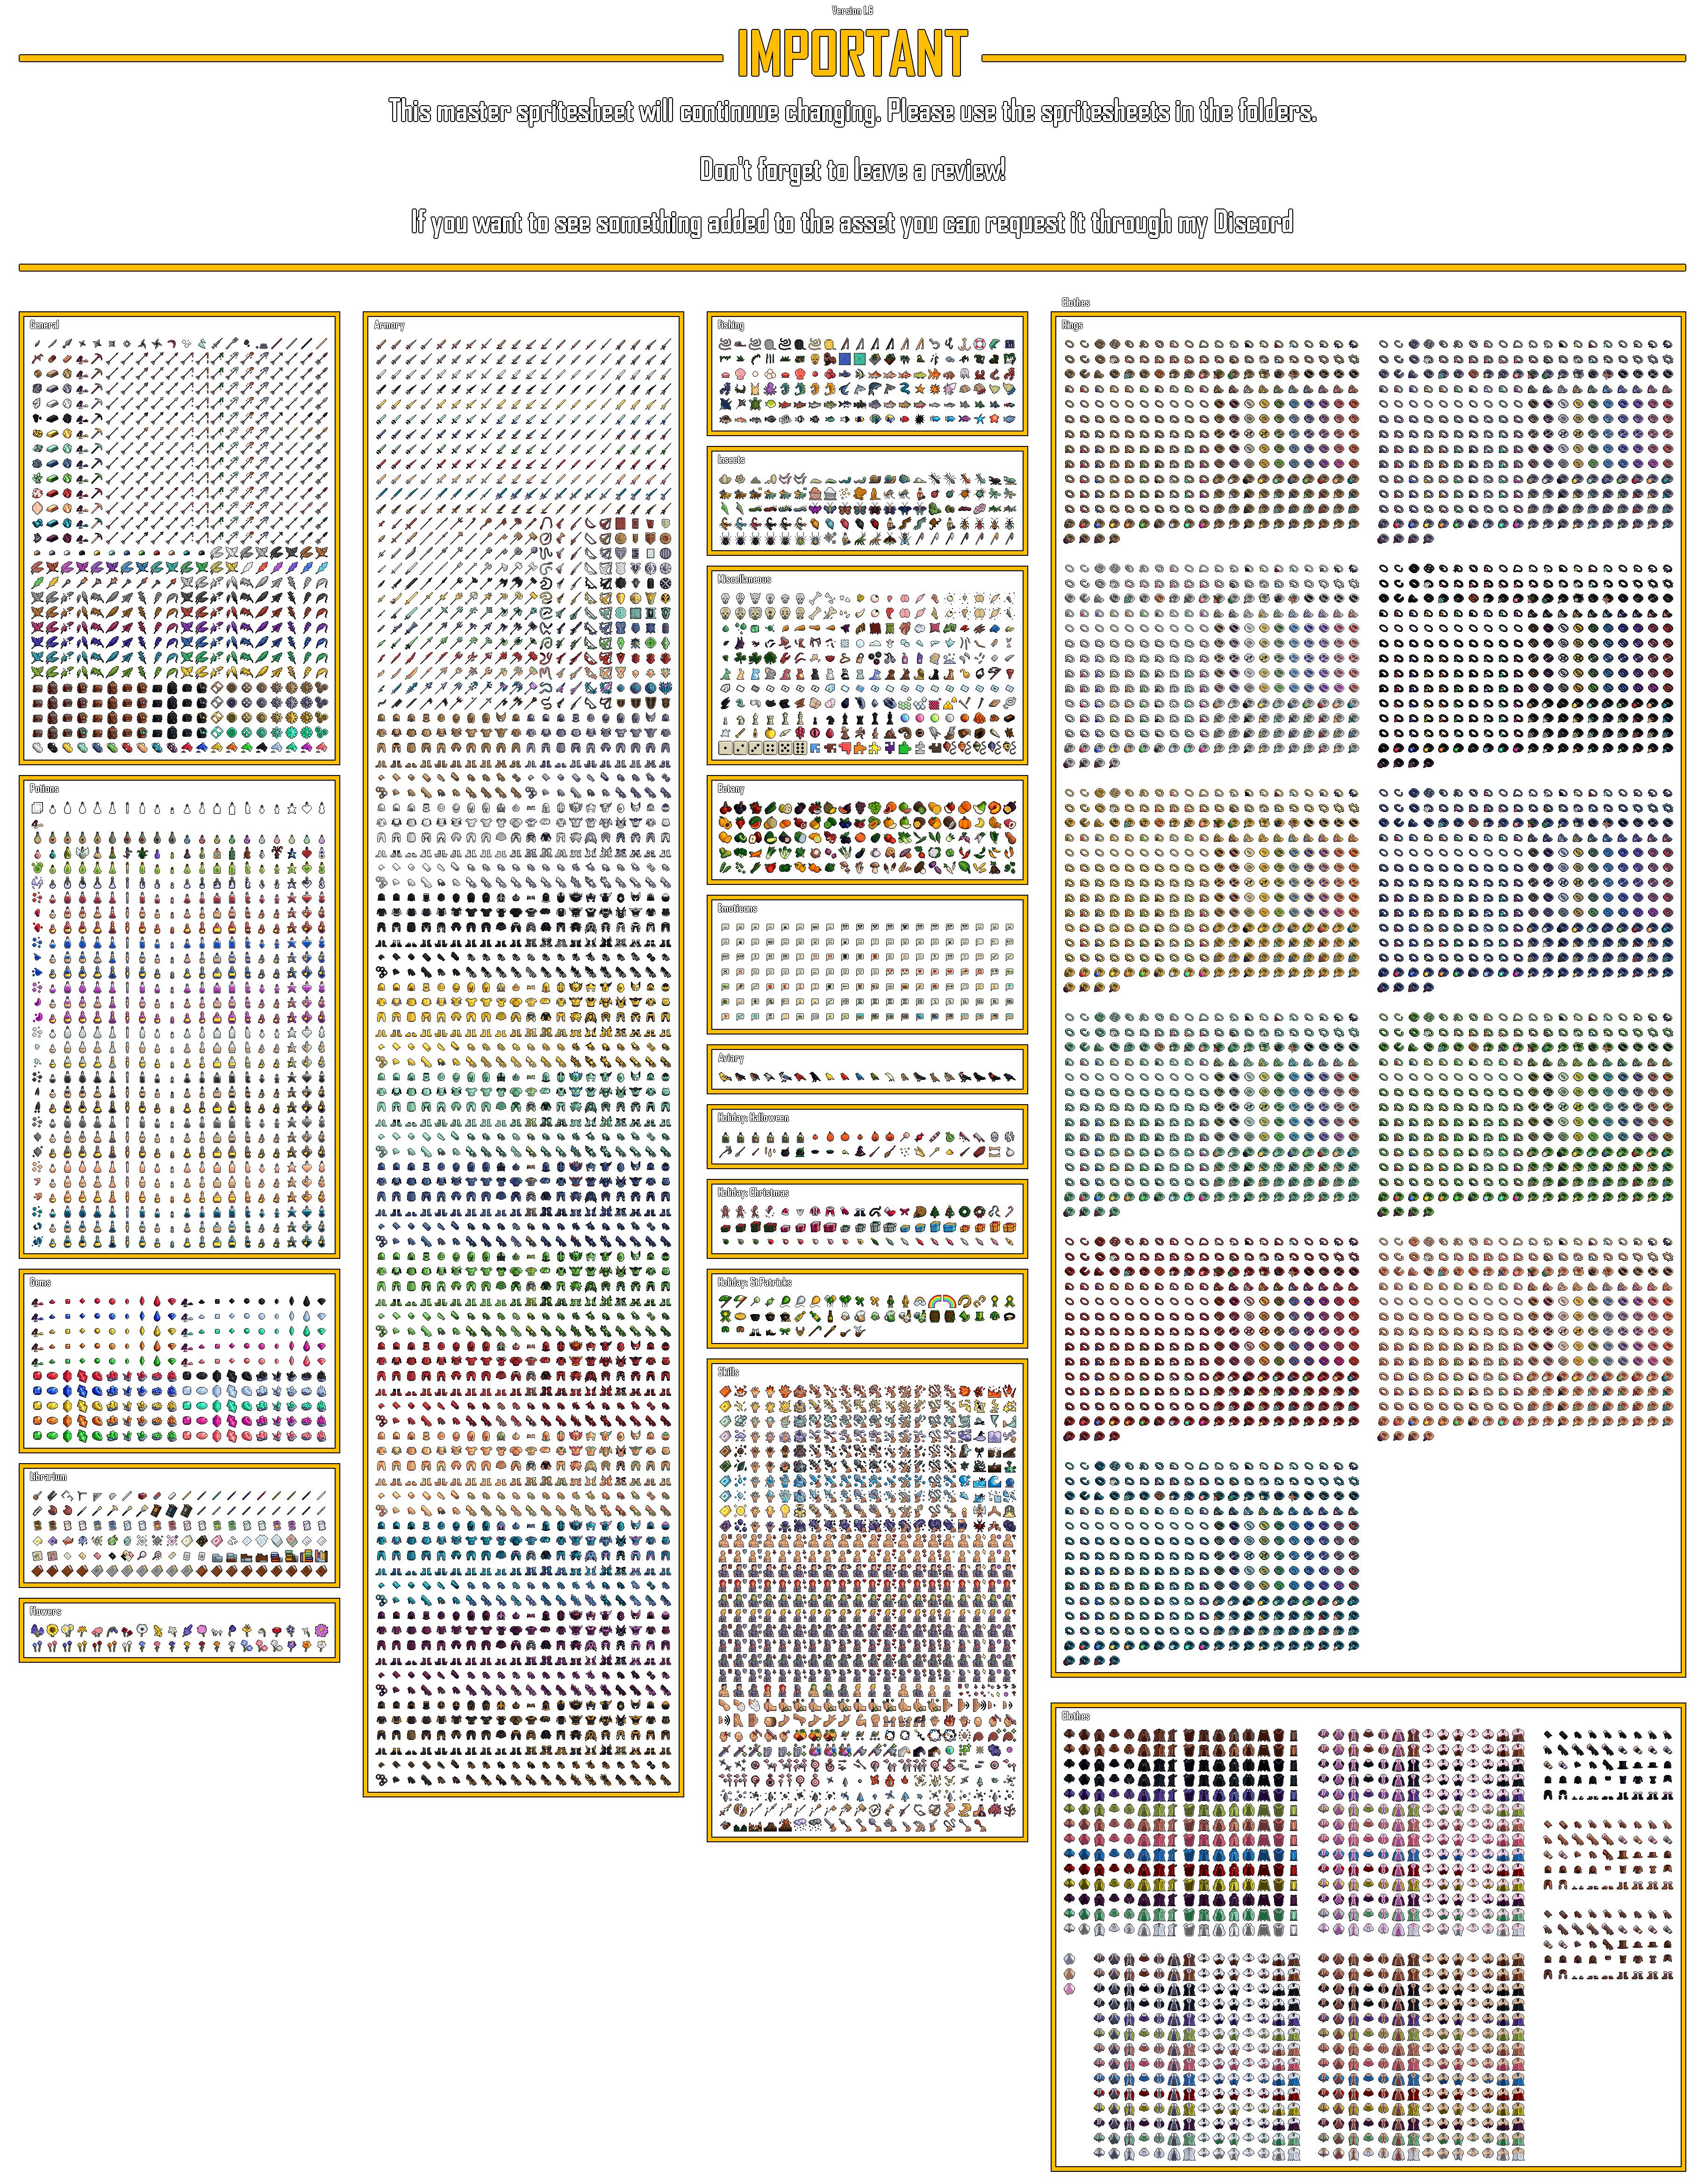 Version 1.6
IMPORTANT
This master spritesheet will continuue changing. Please use the spritesheets in the folders.
Don't forget to leave a review!
If you want to see something added to the asset you can request it through my Discord
General
Potions
Gems
Librarium
Flowers
Armory
Fishing
Insects
Miscellaneous
Botany
Emoticons
Aviary
Holiday: Halloween
Holiday: Christmas
Holiday: St Patricks
Skills
Clothes
Rings
Clothes